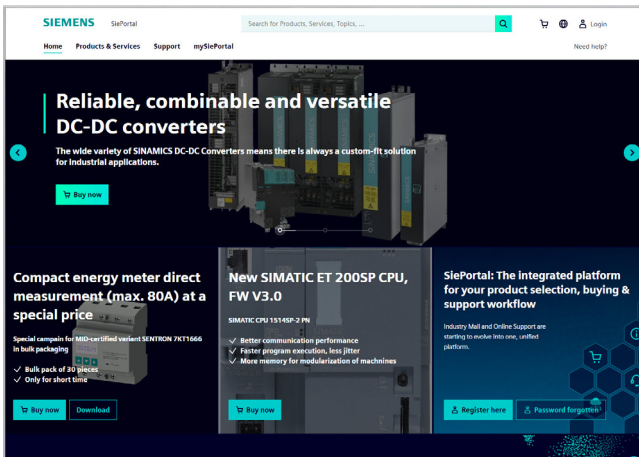 SIEMENS SiePortal Search for Products, Services, Topics, ... Login
Home Products & Services Support mySiePortal Need help?
Reliable, combinable and versatile
DC-DC converters
The wide variety of SINAMICS DC-DC Converters means there is always a custom-fit solution
for industrial applications.
Buy now
Compact energy meter direct
measurement (max. 80A) at a
special price
Special campain for MID-certified variant SENTRON 7KT1666
in bulk packaging
Bulk pack of 30 pieces
Only for short time
Buy now Download
New SIMATIC ET 200SP CPU,
FW V3.0
SIMATIC CPU 1514SP-2 PN
Better communication performance
Faster program execution, less jitter
More memory for modularization of machnines
Buy now
SiePortal: The integrated platform
for your product selection, buying &
support workflow
Industry Mall and Online Support are
starting to evolve into one, unified
platform.
Register here Password forgotten